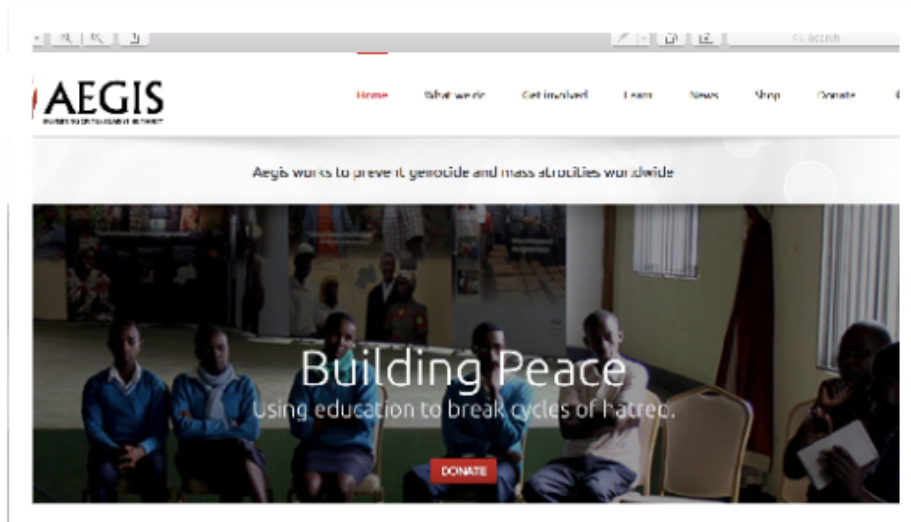 Search
AEGIS
Home What we do Get involved Learn News Shop Donate
Aegis works to prevent genocide and mass atrocities worldwide
Building Peace
Using education to break cycles of hatred.
DONATE